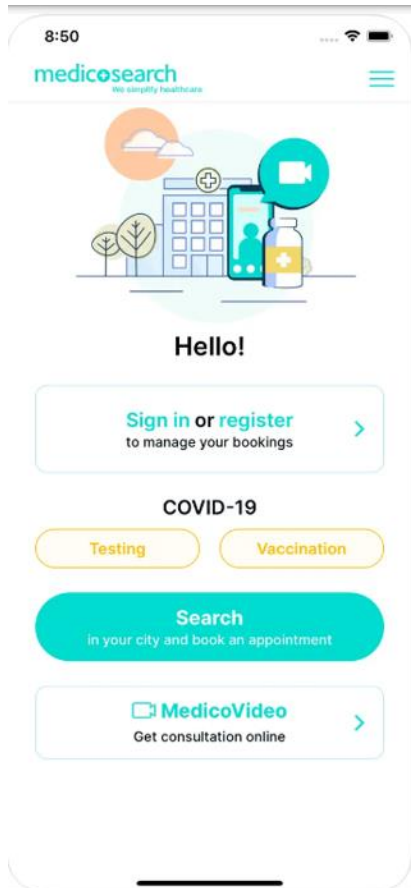 8:50
medicosearch
We simplify healthcare
Hello!
Sign in or register
to manage your bookings
COVID-19
Testing
Vaccination
Search
in your city and book an appointment
MedicoVideo
Get consultation online